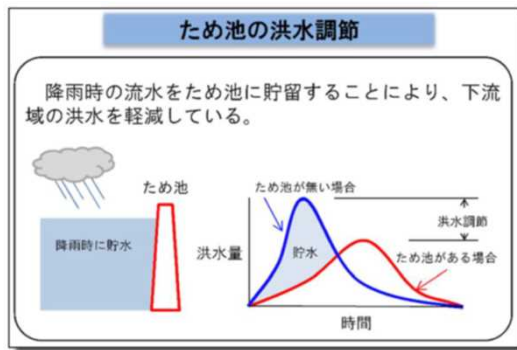 ため池の洪水調節
降雨時の流水をため池に貯留することにより、下流
域の洪水を軽減している。
ため池
降雨時に貯水
ため池が無い場合
洪水調節
洪水量
貯水
ため池がある場合
時間